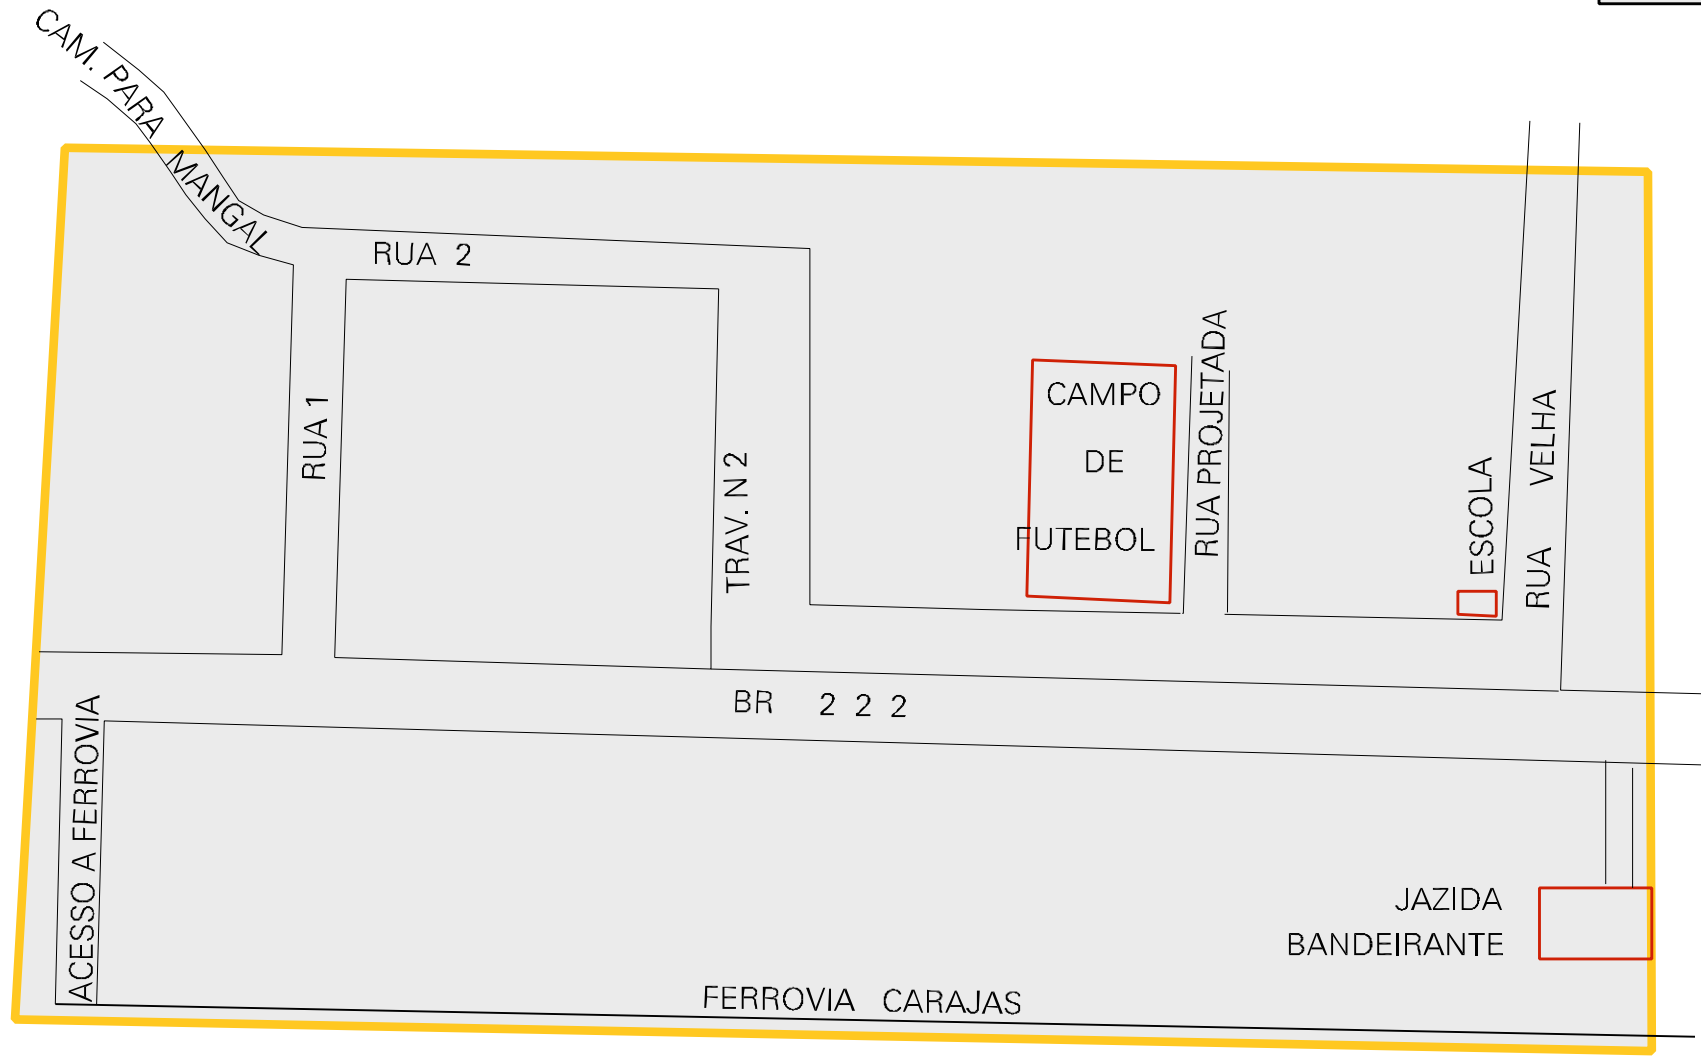 CAM. PARA MANGAL
RUA 2
RUA 1
TRAV. N 2
CAMPO
DE
FUTEBOL
RUA PROJETADA
ESCOLA
RUA VELHA
BR 2 2 2
ACESSO A FERROVIA
JAZIDA
BANDEIRANTE
FERROVIA CARAJAS